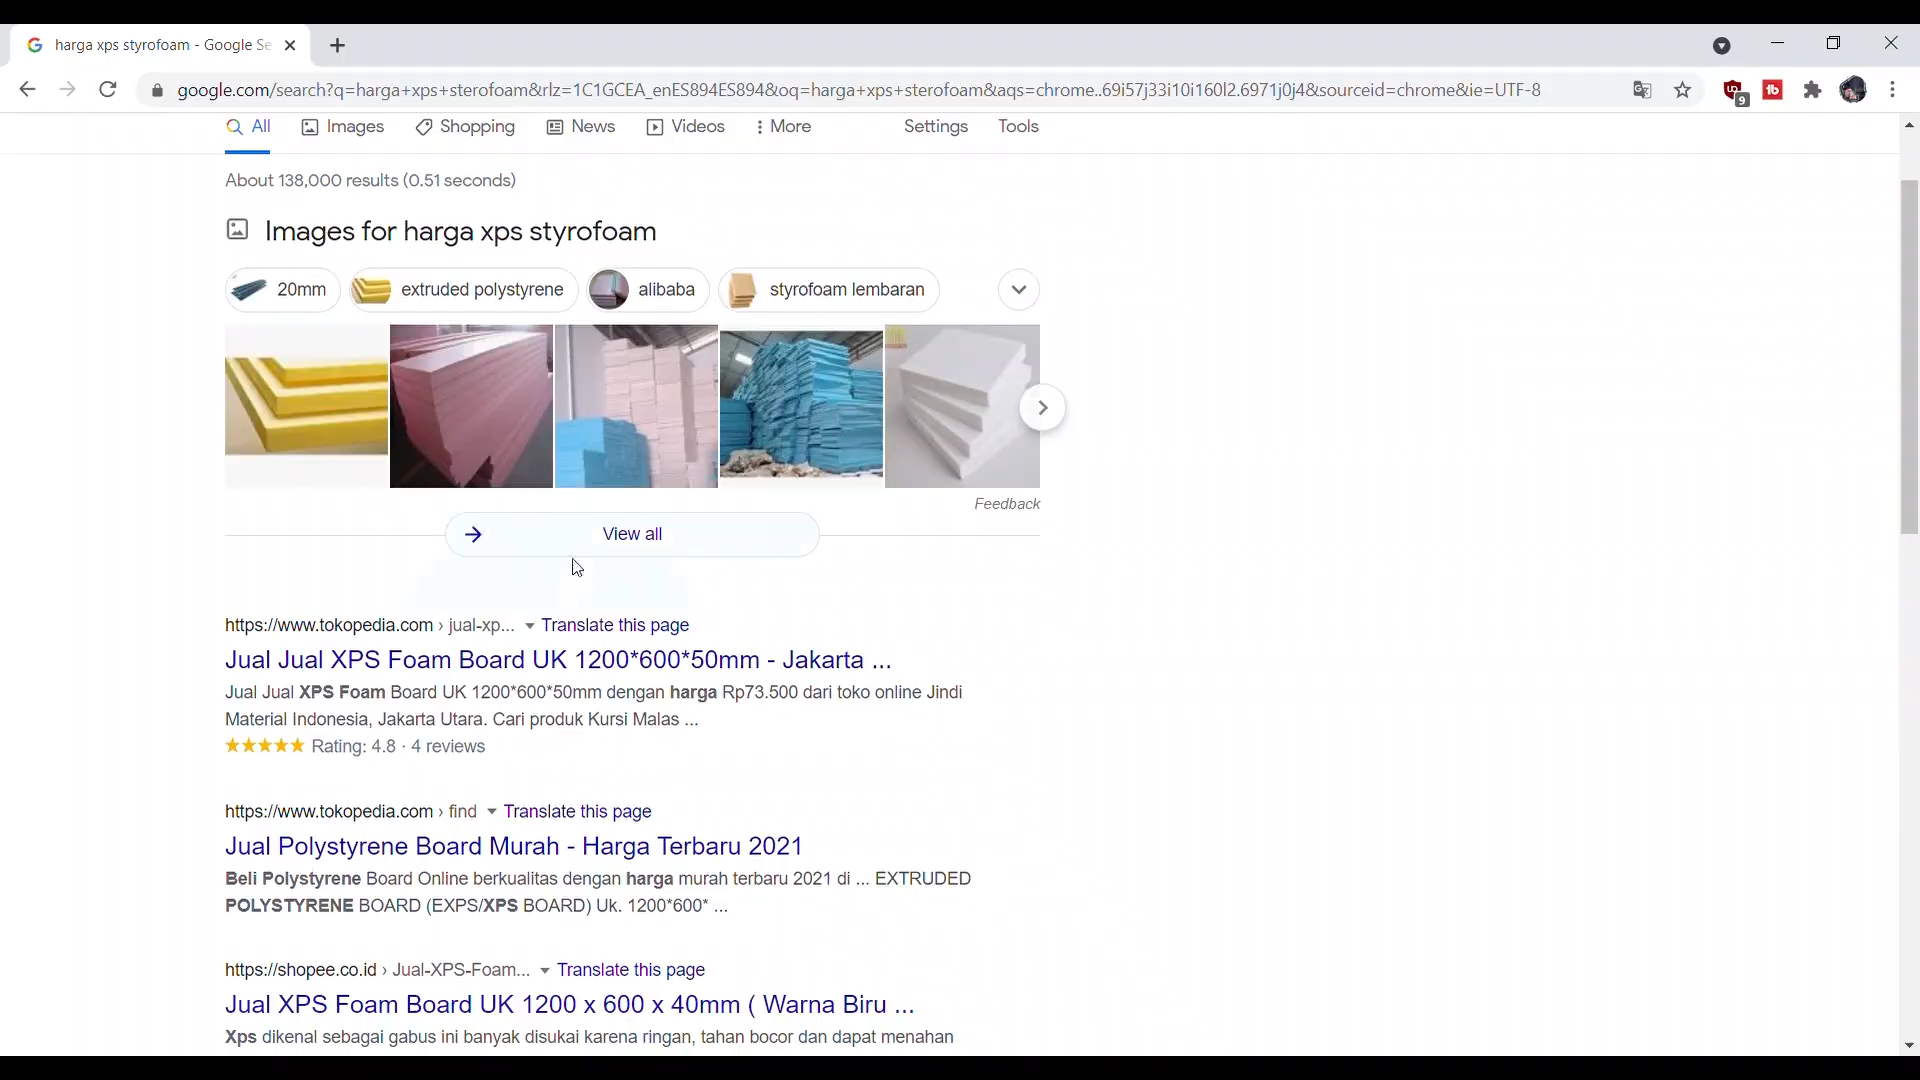 harga xps styrofoam - Google Se
google.com/search?q=harga+xps+sterofoam&rlz=1C1GCEA_enES894ES894&oq=harga+xps+sterofoam&aqs=chrome..69i57j33i10i160l2.6971j0j4&sourceid=chrome&ie=UTF-8
9
All Images Shopping News Videos More Settings Tools
About 138,000 results (0.51 seconds)
Images for harga xps styrofoam
20mm extruded polystyrene alibaba styrofoam lembaran
Feedback
View all
https://www.tokopedia.com › jual-xp... Translate this page
Jual Jual XPS Foam Board UK 1200*600*50mm - Jakarta ...
Jual Jual XPS Foam Board UK 1200*600*50mm dengan harga Rp73.500 dari toko online Jindi
Material Indonesia, Jakarta Utara. Cari produk Kursi Malas ...
Rating: 4.8 · 4 reviews
https://www.tokopedia.com › find Translate this page
Jual Polystyrene Board Murah - Harga Terbaru 2021
Beli Polystyrene Board Online berkualitas dengan harga murah terbaru 2021 di ... EXTRUDED
POLYSTYRENE BOARD (EXPS/XPS BOARD) Uk. 1200*600* ...
https://shopee.co.id › Jual-XPS-Foam... Translate this page
Jual XPS Foam Board UK 1200 x 600 x 40mm ( Warna Biru ...
Xps dikenal sebagai gabus ini banyak disukai karena ringan, tahan bocor dan dapat menahan